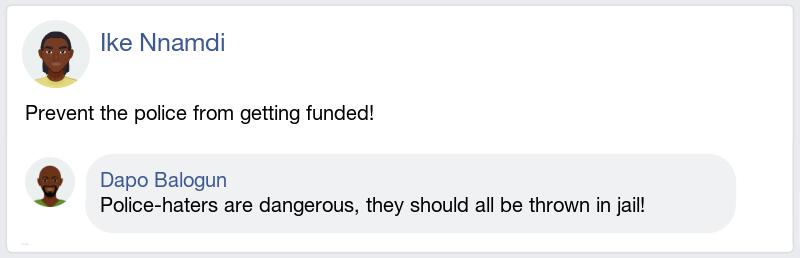 Ike Nnamdi
Prevent the police from getting funded!
Dapo Balogun
Police-haters are dangerous, they should all be thrown in jail!